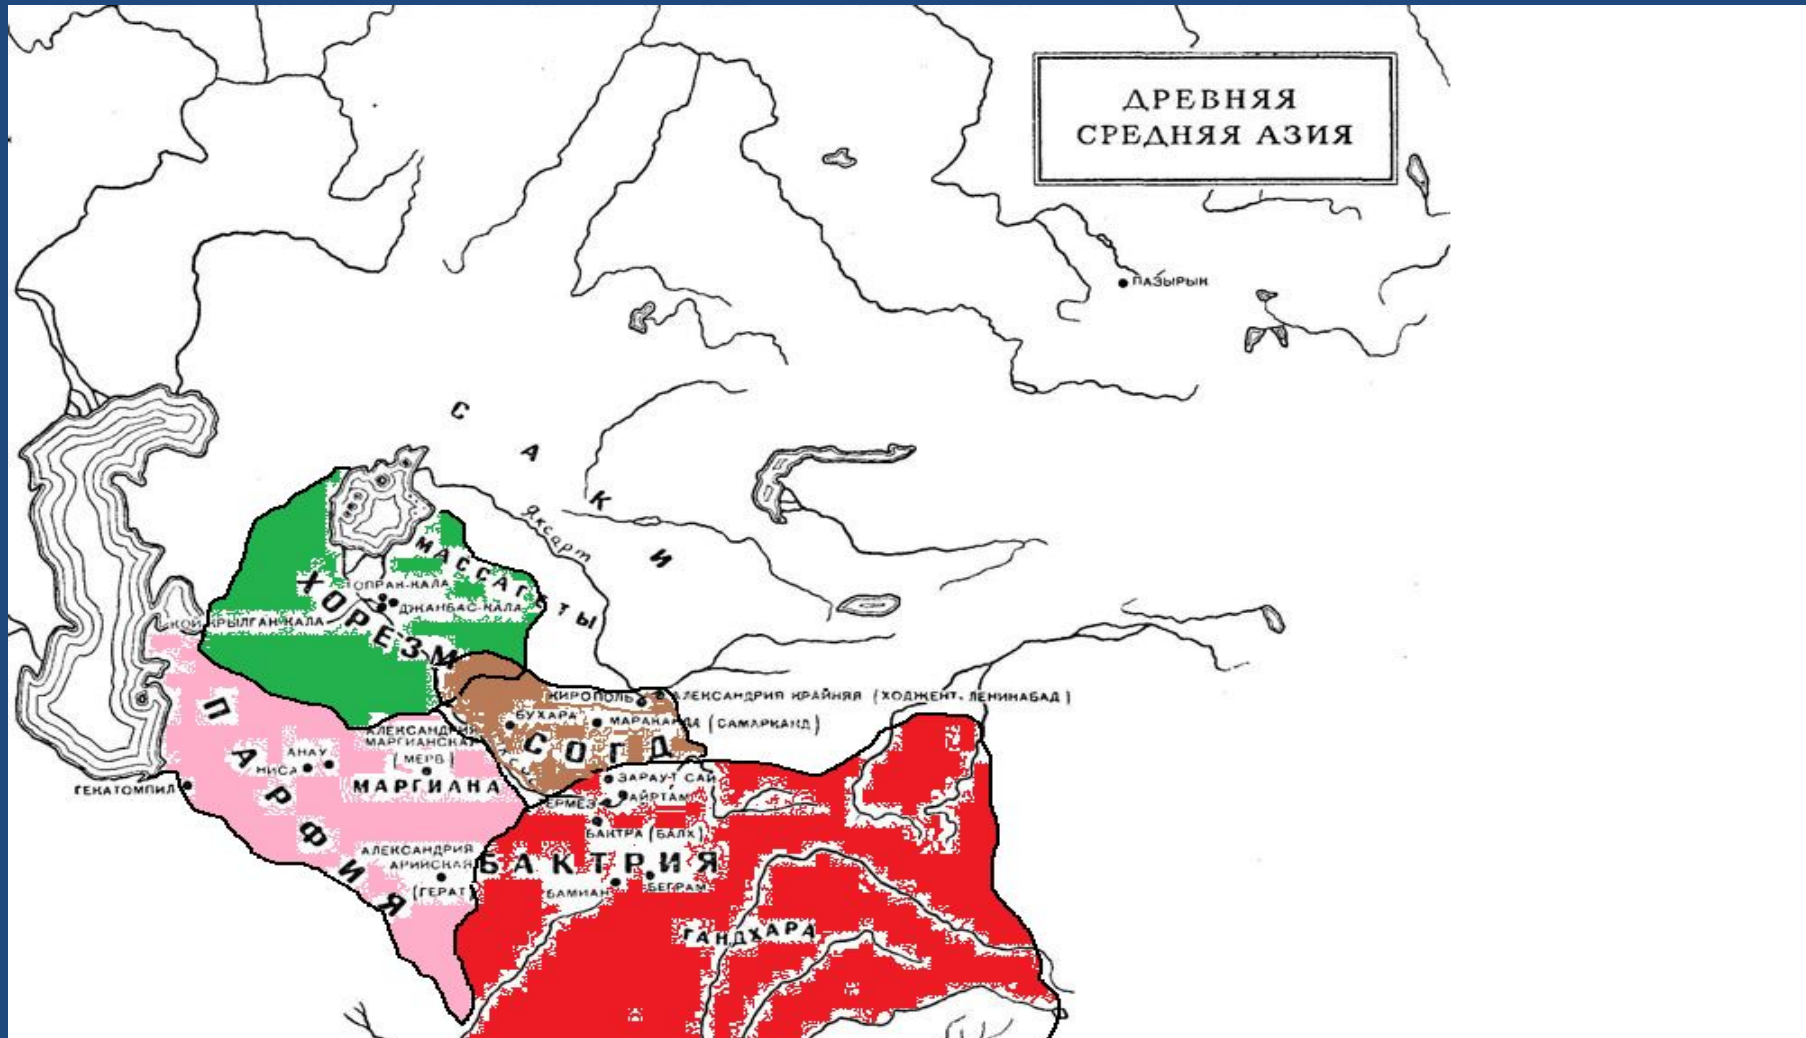 ДРЕВНЯЯ
СРЕДНЯЯ АЗИЯ
ПАЗЫРЫК
САКИ
Яксарт
МАССАГЕТЫ
ТОПРАК-КАЛА
ДЖАНБАС-КАЛА
КОЙ КРЫЛГАН-КАЛА
ХОРЕЗМ
КИРОПОЛЬ
АЛЕКСАНДРИЯ КРАЙНЯЯ (ХОДЖЕНТ-ЛЕНИНАБАД)
БУХАРА
МАРАКАНДА (САМАРКАНД)
СОГД
АЛЕКСАНДРИЯ
МАРГИАНСКАЯ
(МЕРВ)
АНАУ
НИСА
МАРГИАНА
ГЕКАТОМПИЛ
ПАРФИЯ
ЗАРАУТ САЙ
АЙРТАМ
ТЕРМЕЗ
БАКТРА (БАЛХ)
АЛЕКСАНДРИЯ
АРИЙСКАЯ
(ГЕРАТ)
БАКТРИЯ
БАМИАН
БЕГРАМ
ГАНДХАРА